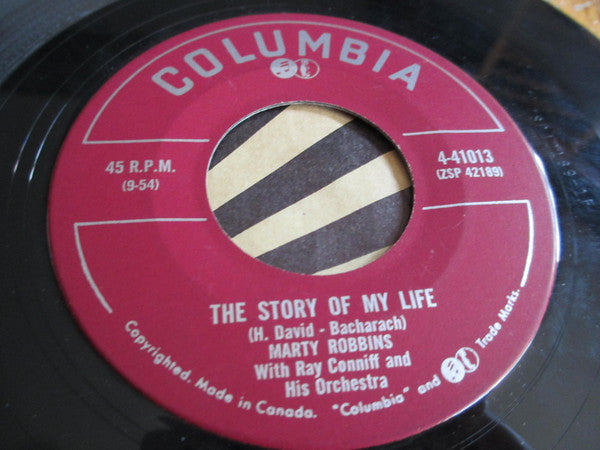 COLUMBIA
45 R.P.M.
(9-54)
4-41013
(ZSP 42189)
THE STORY OF MY LIFE
(H. David - Bacharach)
MARTY ROBBINS
With Ray Conniff and
His Orchestra
Copyrighted. Made in Canada. "Columbia" and Trade Marks.